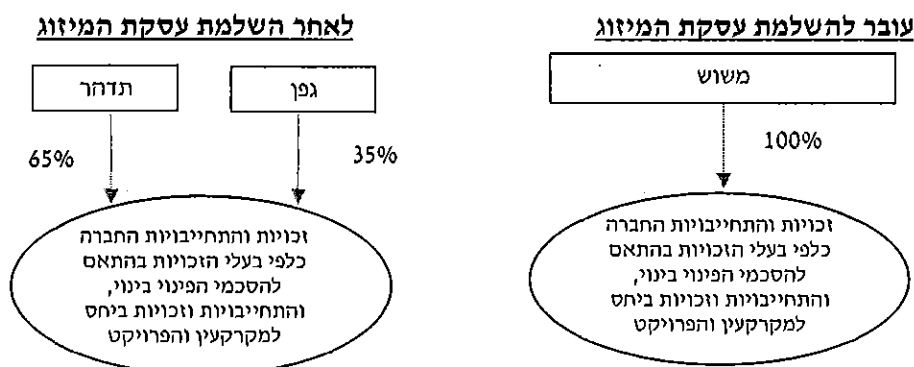 עובר להשלמת עסקת המיזוג
משוש
100%
זכויות והתחייבויות החברה
כלפי בעלי הזכויות בהתאם
להסכמי הפינוי בינוי,
והתחייבויות וזכויות ביחס
למקרקעין והפרויקט
לאחר השלמת עסקת המיזוג
גפן
תדהר
35%
65%
זכויות והתחייבויות החברה
כלפי בעלי הזכויות בהתאם
להסכמי הפינוי בינוי,
והתחייבויות וזכויות ביחס
למקרקעין והפרויקט